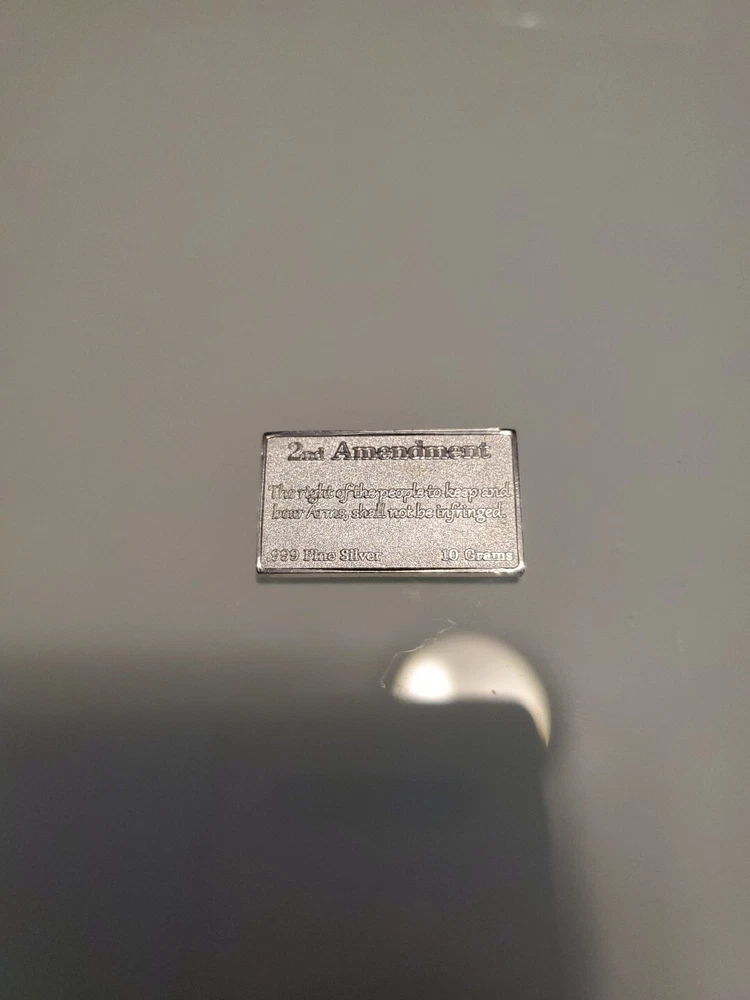 2nd Amendment
The right of the people to keep and
bear Arms, shall not be infringed.
999 Fine Silver
10 Grams